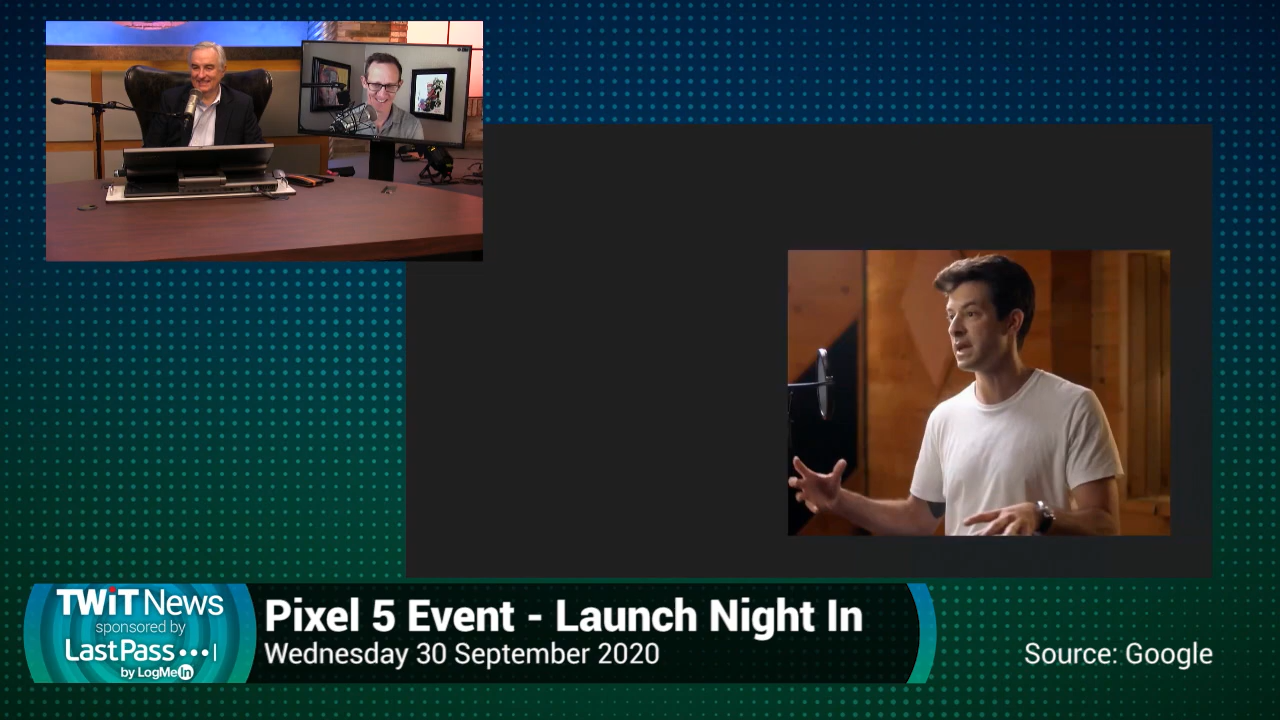 TWiT News
sponsored by
LastPass •••|
by LogMeIn
Pixel 5 Event - Launch Night In
Wednesday 30 September 2020
Source: Google